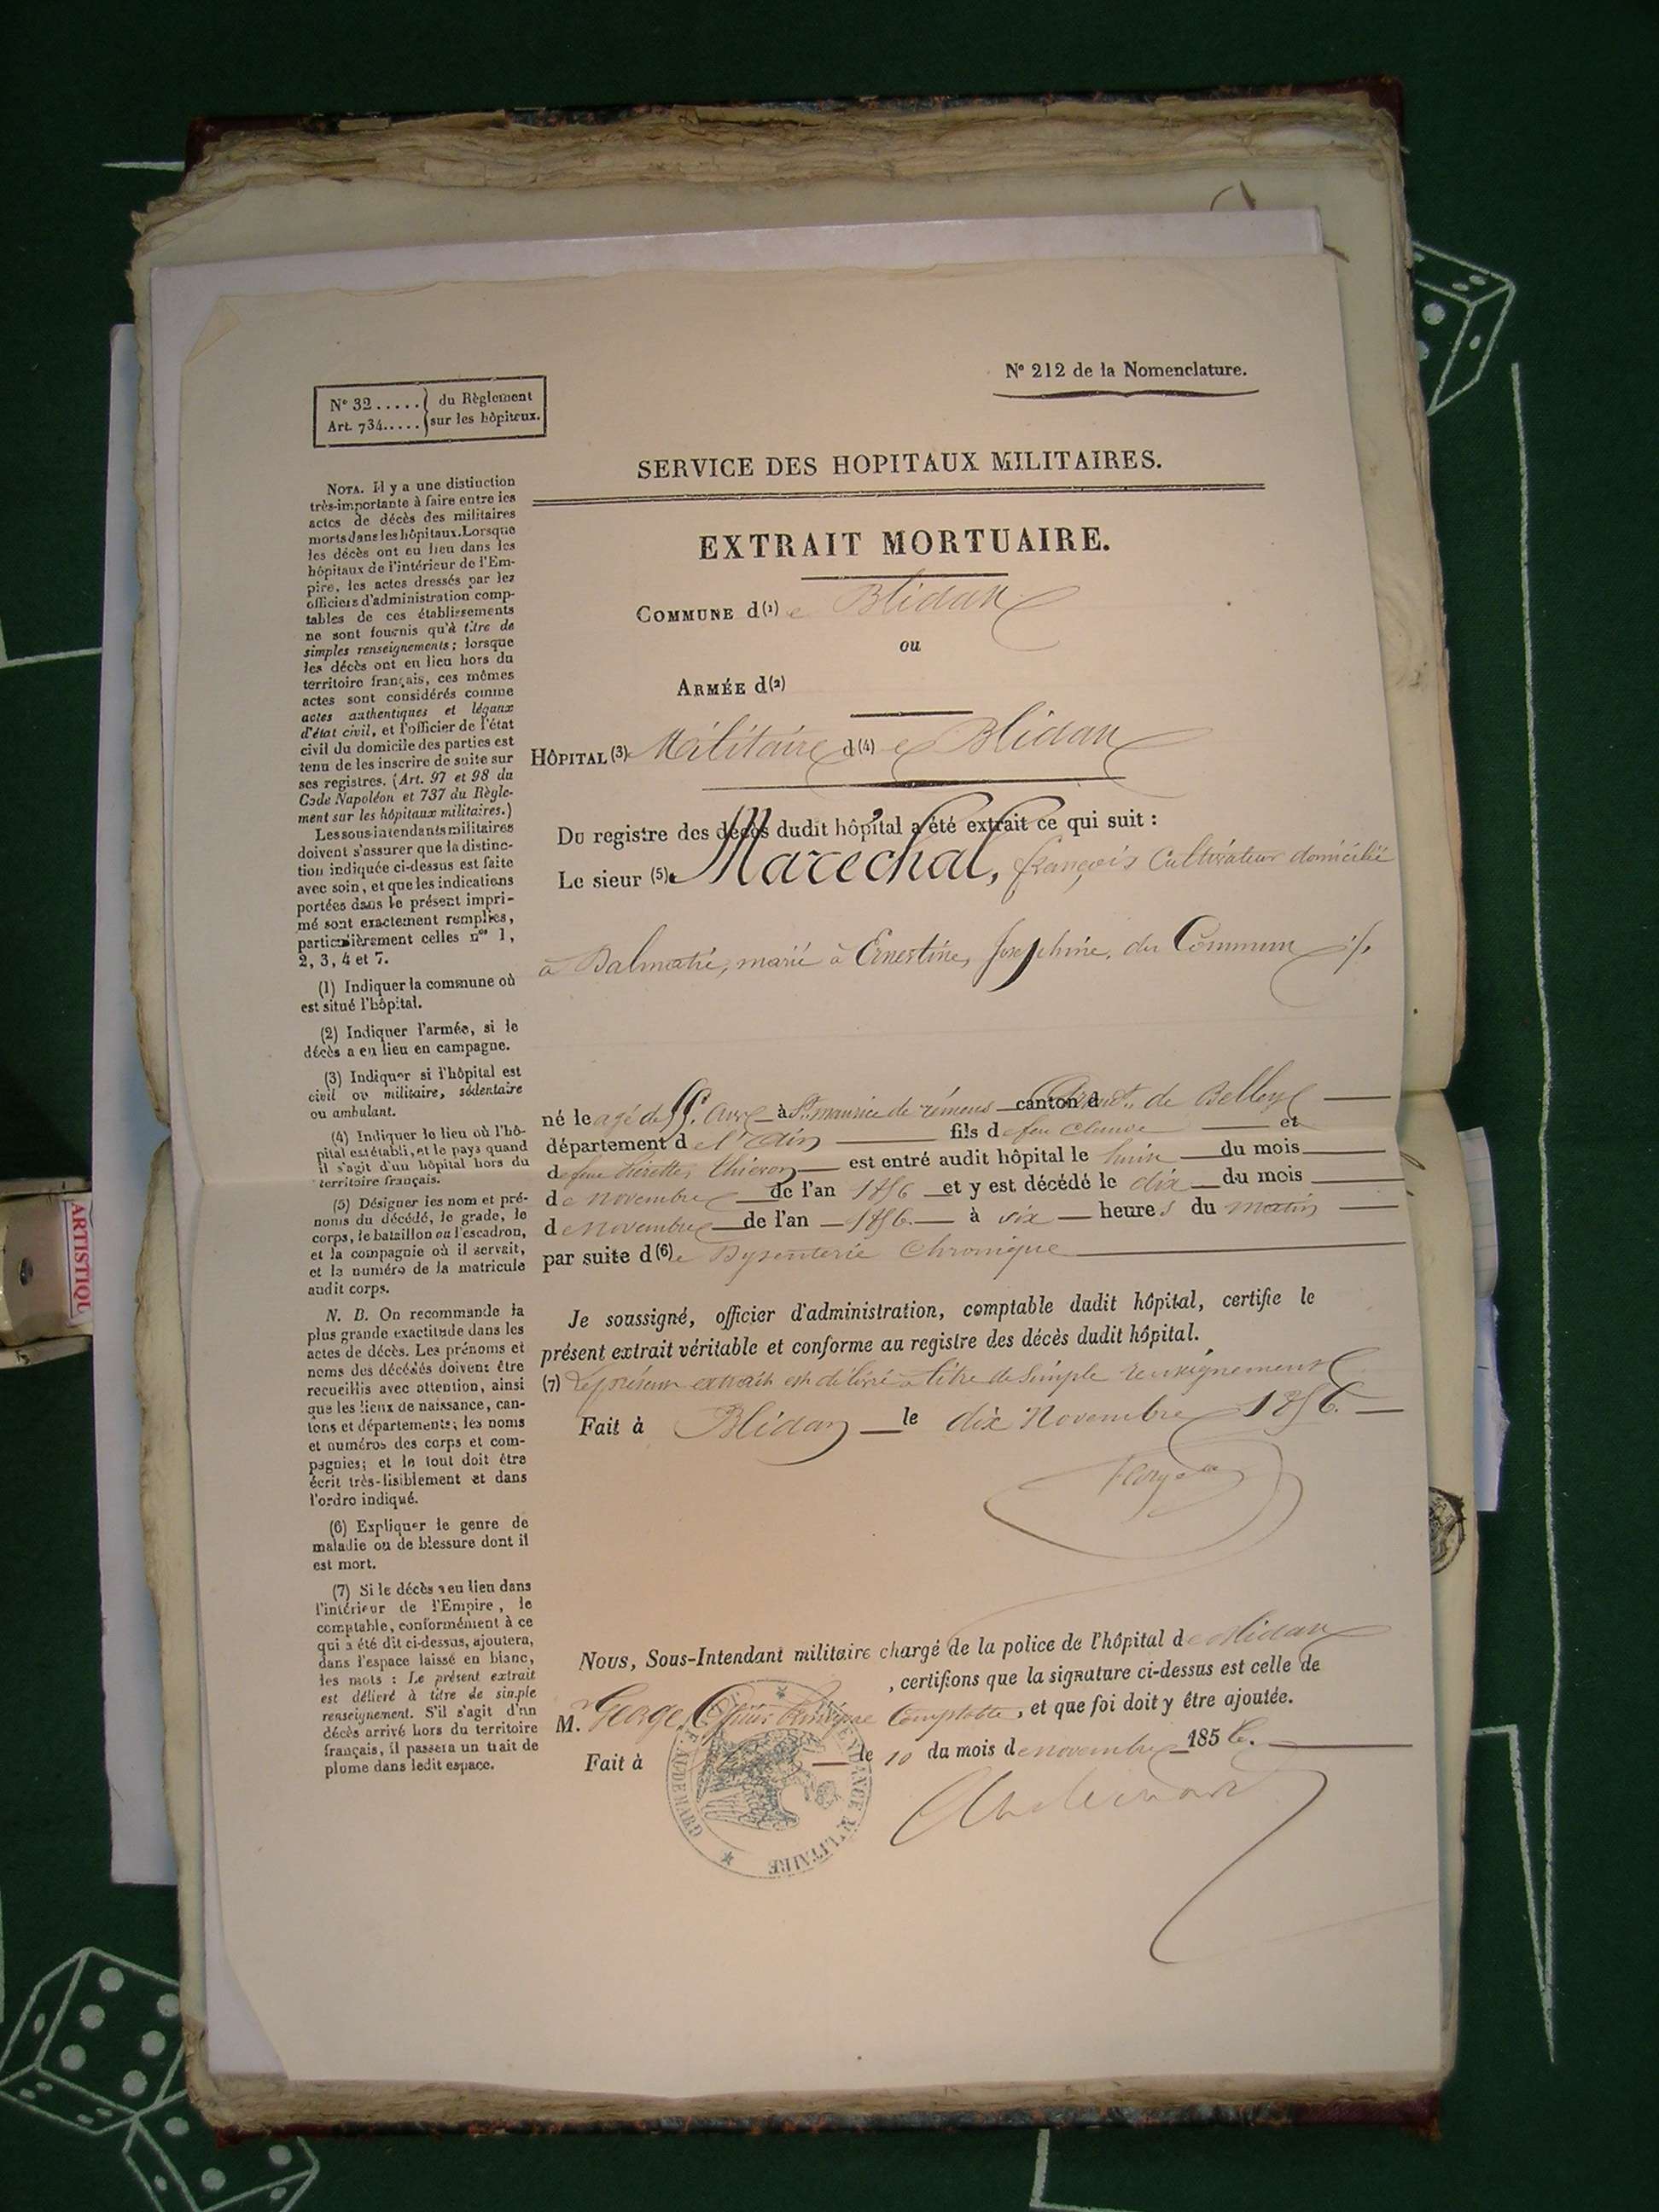 N° 212 de la Nomenclature.
N° 32..... du Règlement
Art. 734..... sur les hôpitaux.
SERVICE DES HOPITAUX MILITAIRES.
EXTRAIT MORTUAIRE.
COMMUNE d(1) e Blidah
ou
ARMÉE d(2)
HÔPITAL (3) Militaire d(4) e Blidah
Du registre des décès dudit hôpital a été extrait ce qui suit :
Le sieur (5) Maréchal, françois Cultivateur domicilié
à Dalmatie, marié à Ernestine, Joséphine, du Commun
né le agé de 55 ans à St. maurice de rémens canton d de Belley
département d e l'Ain fils de feu Claude et
de feue Pierrette, Thiévon est entré audit hôpital le huit du mois
de novembre de l'an 1856 et y est décédé le dix du mois
de novembre de l'an 1856 à six heures du matin
par suite d(6) e Dysenterie Chronique
Je soussigné, officier d'administration, comptable dudit hôpital, certifie le
présent extrait véritable et conforme au registre des décès dudit hôpital.
(7) Le présent extrait est délivré à titre de simple renseignement
Fait à Blidah le dix Novembre 1856.
Nous, Sous-Intendant militaire chargé de la police de l'hôpital de Blidah
, certifions que la signature ci-dessus est celle de
M. George, Comptable, et que foi doit y être ajoutée.
Fait à le 10 du mois de novembre 1856.
INTENDANCE MILITAIRE
AUDEMARD
NOTA. Il y a une distinction
très-importante à faire entre les
actes de décès des militaires
morts dans les hôpitaux. Lorsque
les décès ont eu lieu dans les
hôpitaux de l'intérieur de l'Em-
pire, les actes dressés par les
officiers d'administration comp-
tables de ces établissements
ne sont fournis qu'à titre de
simples renseignements ; lorsque
les décès ont eu lieu hors du
territoire français, ces mêmes
actes sont considérés comme
actes authentiques et légaux
d'état civil, et l'officier de l'état
civil du domicile des parties est
tenu de les inscrire de suite sur
ses registres. (Art. 97 et 98 du
Code Napoléon et 737 du Règle-
ment sur les hôpitaux militaires.)
Les sous-intendants militaires
doivent s'assurer que la distinc-
tion indiquée ci-dessus est faite
avec soin, et que les indications
portées dans le présent impri-
mé sont exactement remplies,
particulièrement celles nos 1,
2, 3, 4 et 7.
(1) Indiquer la commune où
est situé l'hôpital.
(2) Indiquer l'armée, si le
décès a eu lieu en campagne.
(3) Indiquer si l'hôpital est
civil ou militaire, sédentaire
ou ambulant.
(4) Indiquer le lieu où l'hô-
pital est établi, et le pays quand
il s'agit d'un hôpital hors du
territoire français.
(5) Désigner les nom et pré-
noms du décédé, le grade, le
corps, le bataillon ou l'escadron,
et la compagnie où il servait,
et le numéro de la matricule
audit corps.
N. B. On recommande la
plus grande exactitude dans les
actes de décès. Les prénoms et
noms des décédés doivent être
recueillis avec attention, ainsi
que les lieux de naissance, can-
tons et départements ; les noms
et numéros des corps et com-
pagnies ; et le tout doit être
écrit très-lisiblement et dans
l'ordre indiqué.
(6) Expliquer le genre de
maladie ou de blessure dont il
est mort.
(7) Si le décès a eu lieu dans
l'intérieur de l'Empire, le
comptable, conformément à ce
qui a été dit ci-dessus, ajoutera,
dans l'espace laissé en blanc,
les mots : Le présent extrait
est délivré à titre de simple
renseignement. S'il s'agit d'un
décès arrivé hors du territoire
français, il passera un trait de
plume dans ledit espace.
ARTISTIQU